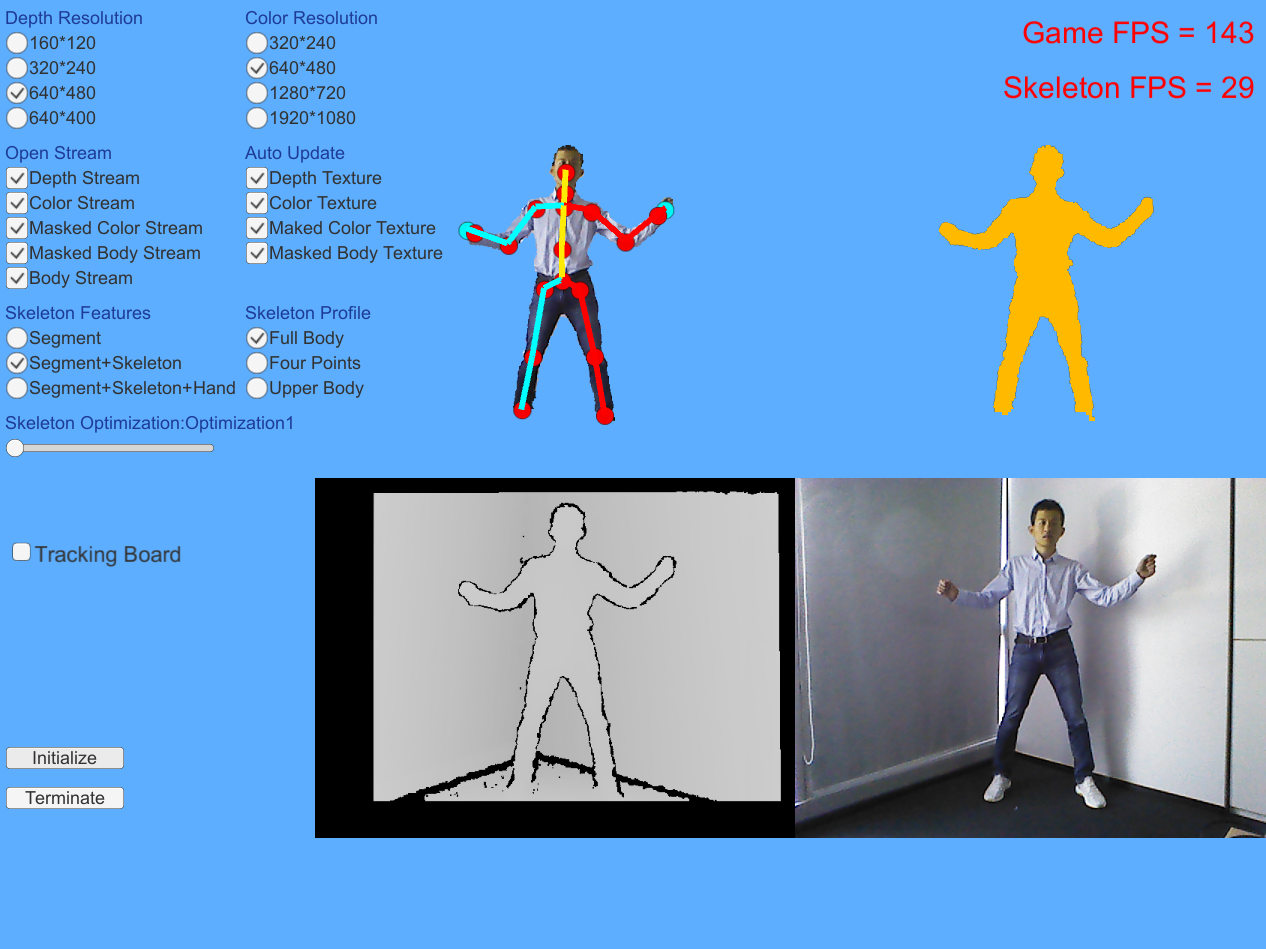 Depth Resolution
160*120
320*240
640*480
640*400
Color Resolution
320*240
640*480
1280*720
1920*1080
Game FPS = 143
Skeleton FPS = 29
Open Stream
Depth Stream
Color Stream
Masked Color Stream
Masked Body Stream
Body Stream
Auto Update
Depth Texture
Color Texture
Maked Color Texture
Masked Body Texture
Skeleton Features
Segment
Segment+Skeleton
Segment+Skeleton+Hand
Skeleton Profile
Full Body
Four Points
Upper Body
Skeleton Optimization:Optimization1
Tracking Board
Initialize
Terminate